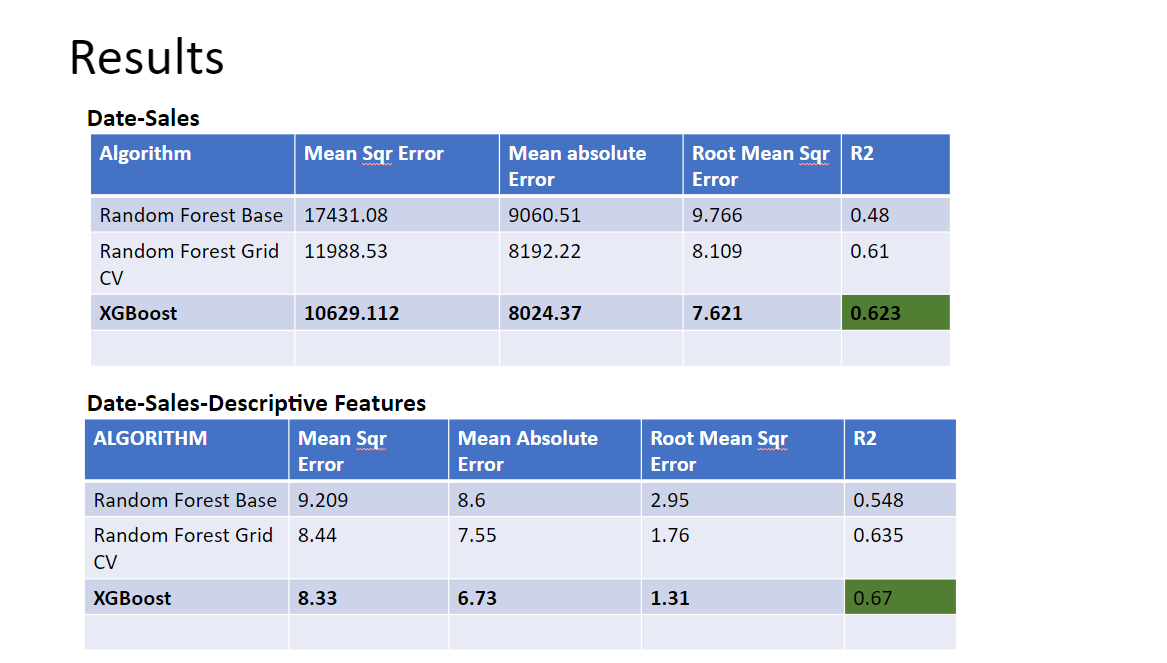 Results
Date-Sales
Algorithm Mean Sqr Error Mean absolute Error Root Mean Sqr Error R2
Random Forest Base 17431.08 9060.51 9.766 0.48
Random Forest Grid CV 11988.53 8192.22 8.109 0.61
XGBoost 10629.112 8024.37 7.621 0.623
Date-Sales-Descriptive Features
ALGORITHM Mean Sqr Error Mean Absolute Error Root Mean Sqr Error R2
Random Forest Base 9.209 8.6 2.95 0.548
Random Forest Grid CV 8.44 7.55 1.76 0.635
XGBoost 8.33 6.73 1.31 0.67